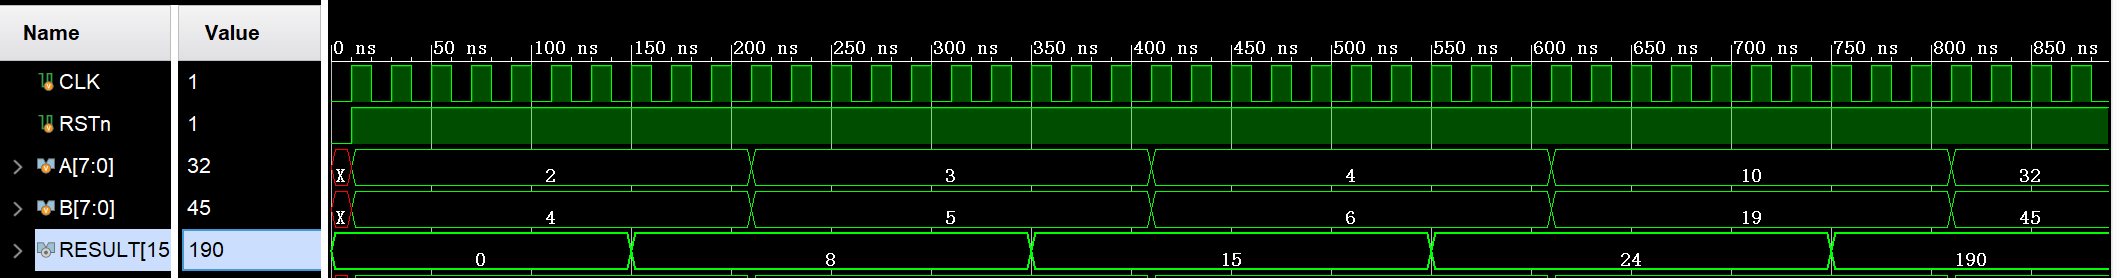 Name Value
0 ns 50 ns 100 ns 150 ns 200 ns 250 ns 300 ns 350 ns 400 ns 450 ns 500 ns 550 ns 600 ns 650 ns 700 ns 750 ns 800 ns 850 ns
CLK 1
RSTn 1
A[7:0] 32 X 2 3 4 10 32
B[7:0] 45 X 4 5 6 19 45
RESULT[15 190 0 8 15 24 190